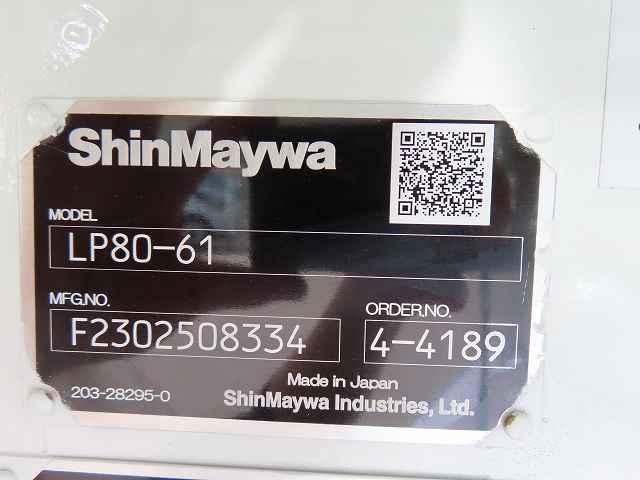 ShinMaywa
MODEL
LP80-61
MFG.NO.
F2302508334
ORDER.NO.
4-4189
203-28295-0
Made in Japan
ShinMaywa Industries, Ltd.